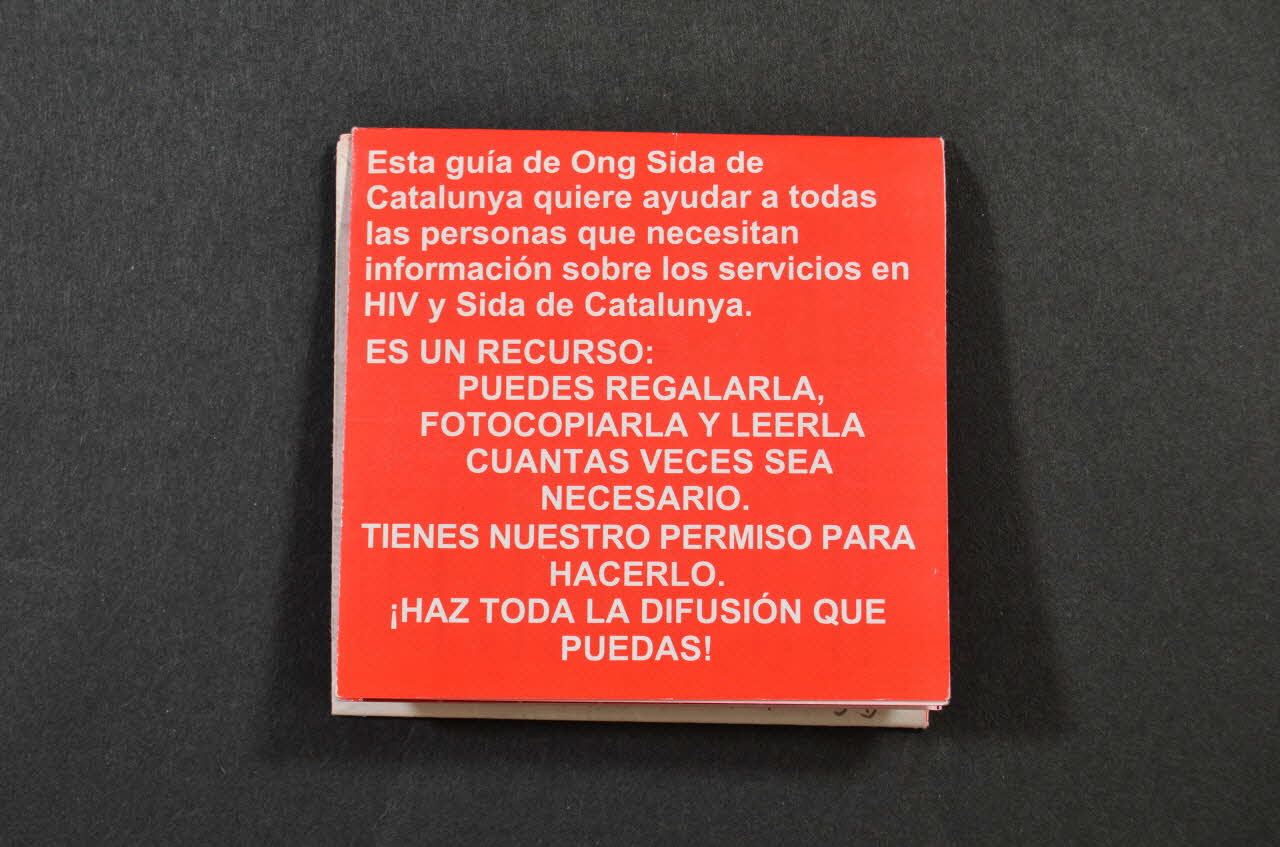 Esta guía de Ong Sida de
Catalunya quiere ayudar a todas
las personas que necesitan
información sobre los servicios en
HIV y Sida de Catalunya.
ES UN RECURSO:
PUEDES REGALARLA,
FOTOCOPIARLA Y LEERLA
CUANTAS VECES SEA
NECESARIO.
TIENES NUESTRO PERMISO PARA
HACERLO.
¡HAZ TODA LA DIFUSIÓN QUE
PUEDAS!